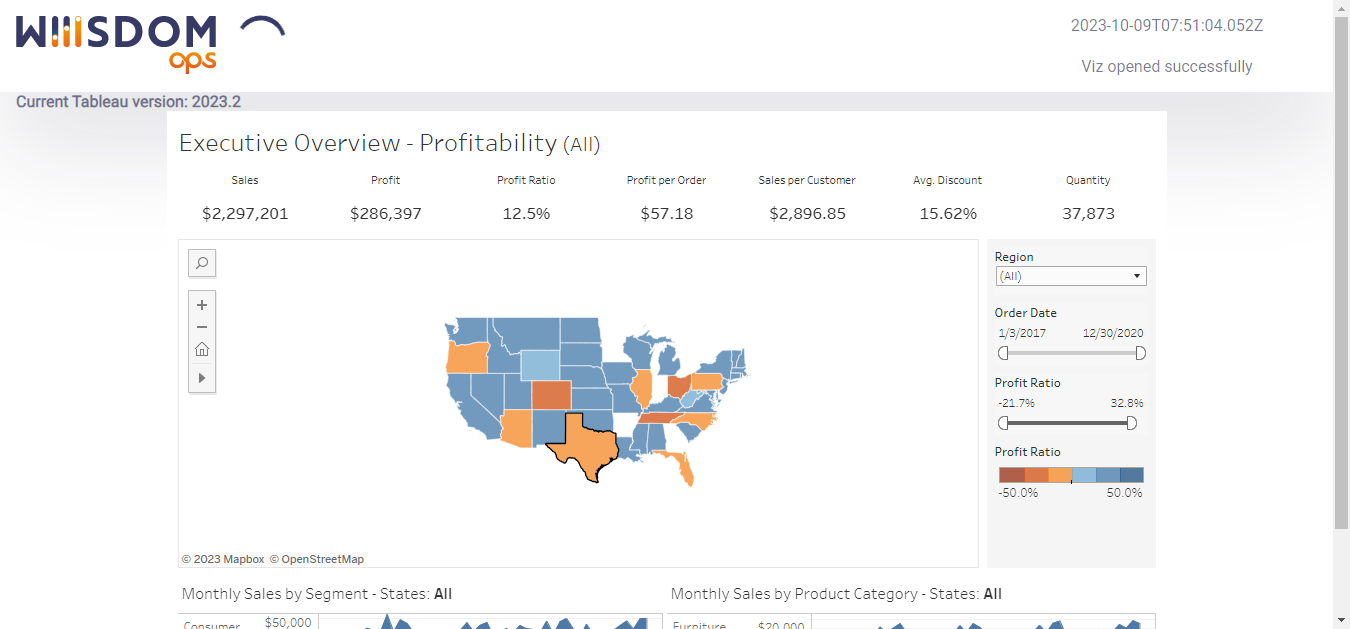 WIIISDOM
ops
2023-10-09T07:51:04.052Z
Viz opened successfully
Current Tableau version: 2023.2
Executive Overview - Profitability (All)
Sales Profit Profit Ratio Profit per Order Sales per Customer Avg. Discount Quantity
$2,297,201 $286,397 12.5% $57.18 $2,896.85 15.62% 37,873
Region
(All)
Order Date
1/3/2017 12/30/2020
Profit Ratio
-21.7% 32.8%
Profit Ratio
-50.0% 50.0%
© 2023 Mapbox © OpenStreetMap
Monthly Sales by Segment - States: All
Monthly Sales by Product Category - States: All
Consumer $50,000
Furniture $20,000